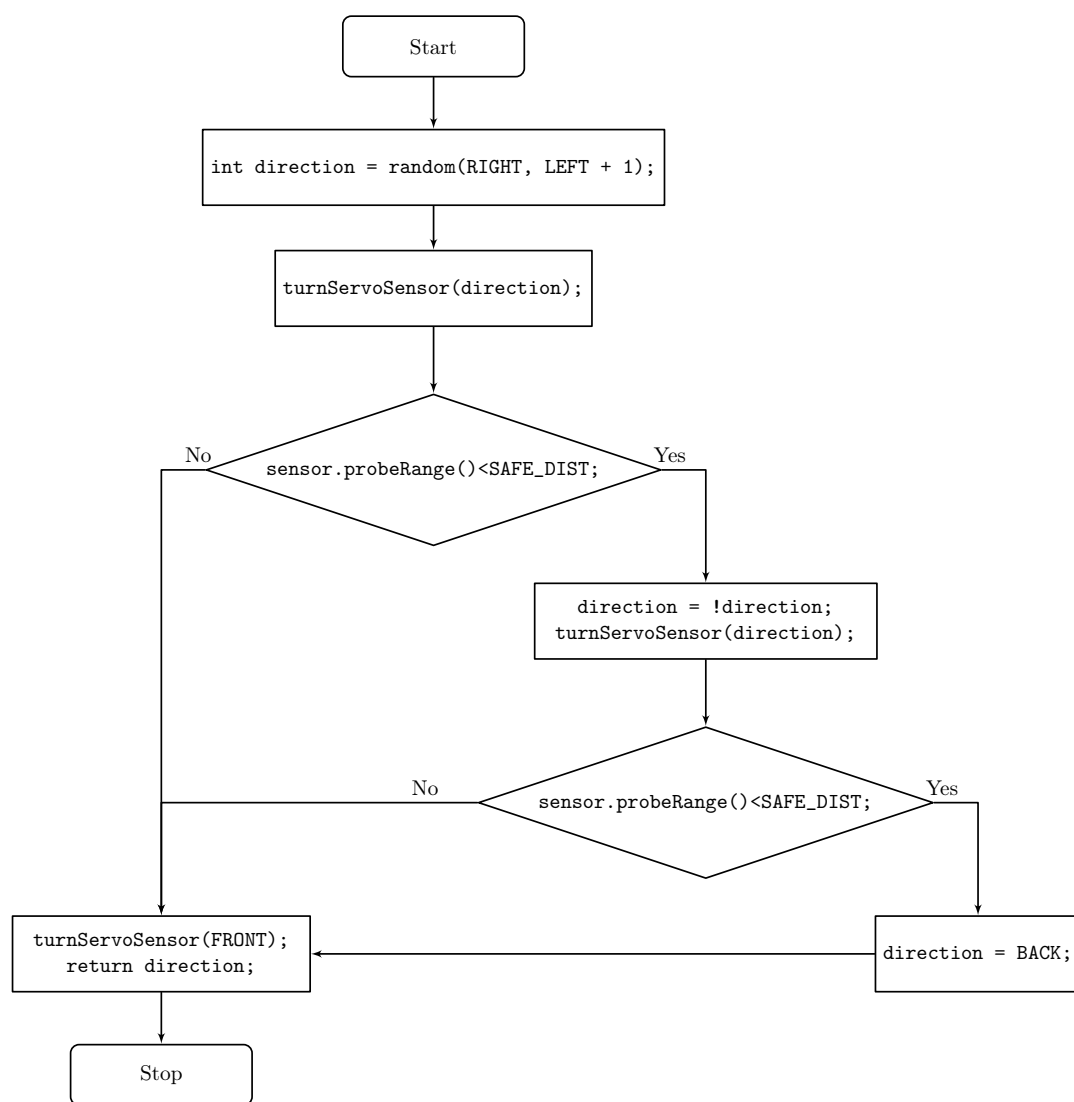 Start
int direction = random(RIGHT, LEFT + 1);
turnServoSensor(direction);
No
Yes
sensor.probeRange()<SAFE_DIST;
direction = !direction;
turnServoSensor(direction);
No
Yes
sensor.probeRange()<SAFE_DIST;
turnServoSensor(FRONT);
return direction;
direction = BACK;
Stop